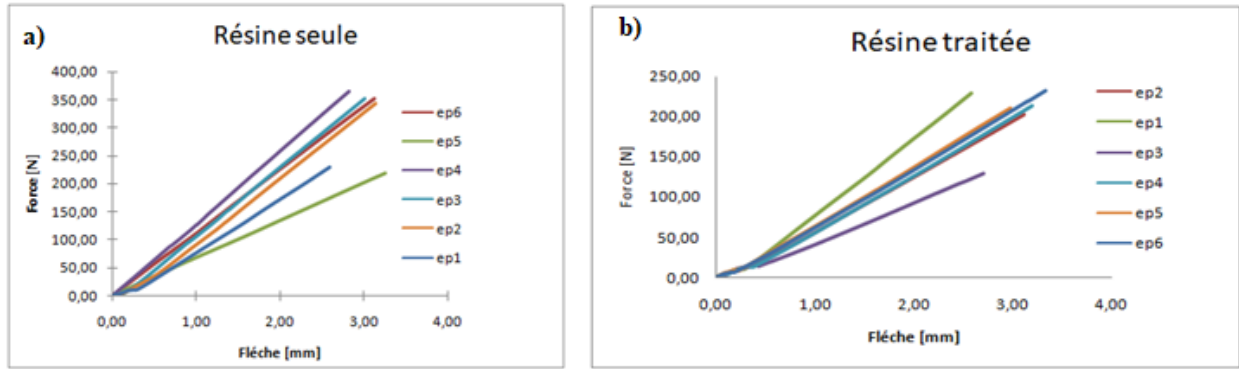 a)
Résine seule
Force [N]
400,00
350,00
300,00
250,00
200,00
150,00
100,00
50,00
0,00
0,00 1,00 2,00 3,00 4,00
Fléche [mm]
ep6
ep5
ep4
ep3
ep2
ep1
b)
Résine traitée
Force [N]
250,00
200,00
150,00
100,00
50,00
0,00
0,00 1,00 2,00 3,00 4,00
Fléche [mm]
ep2
ep1
ep3
ep4
ep5
ep6